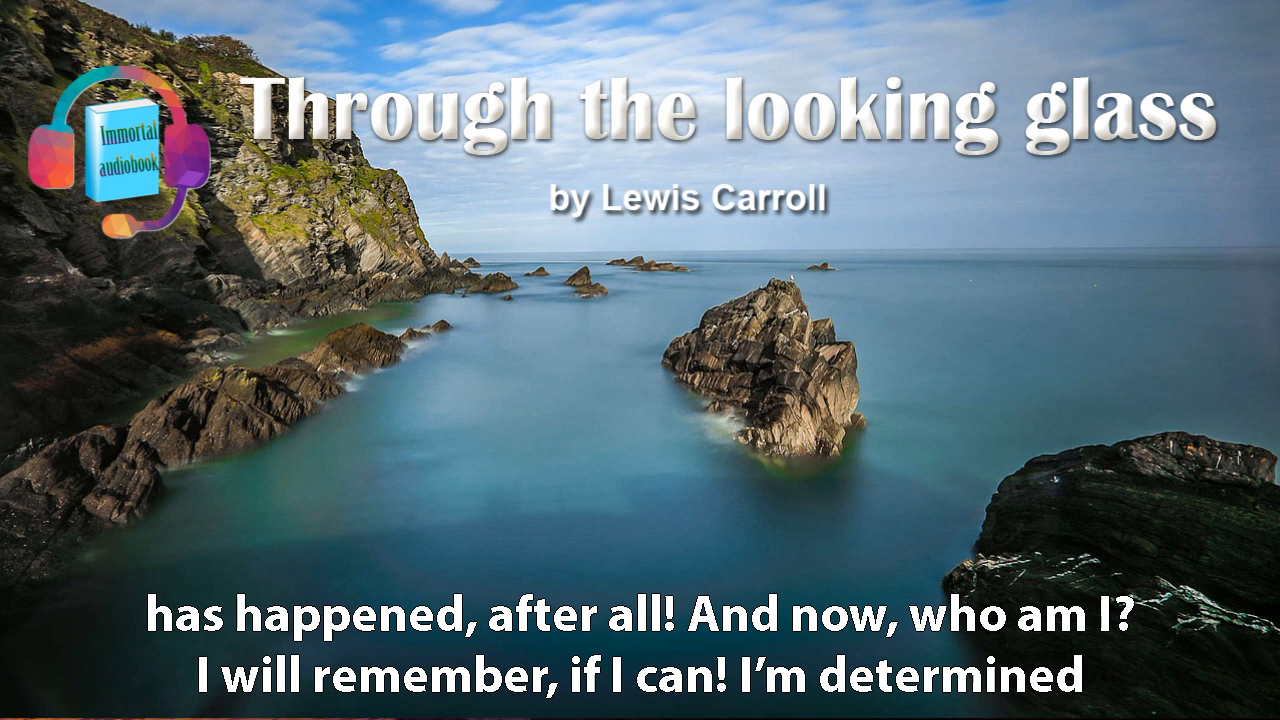 Through the looking glass
by Lewis Carroll
Immortal
audiobook
has happened, after all! And now, who am I?
I will remember, if I can! I’m determined